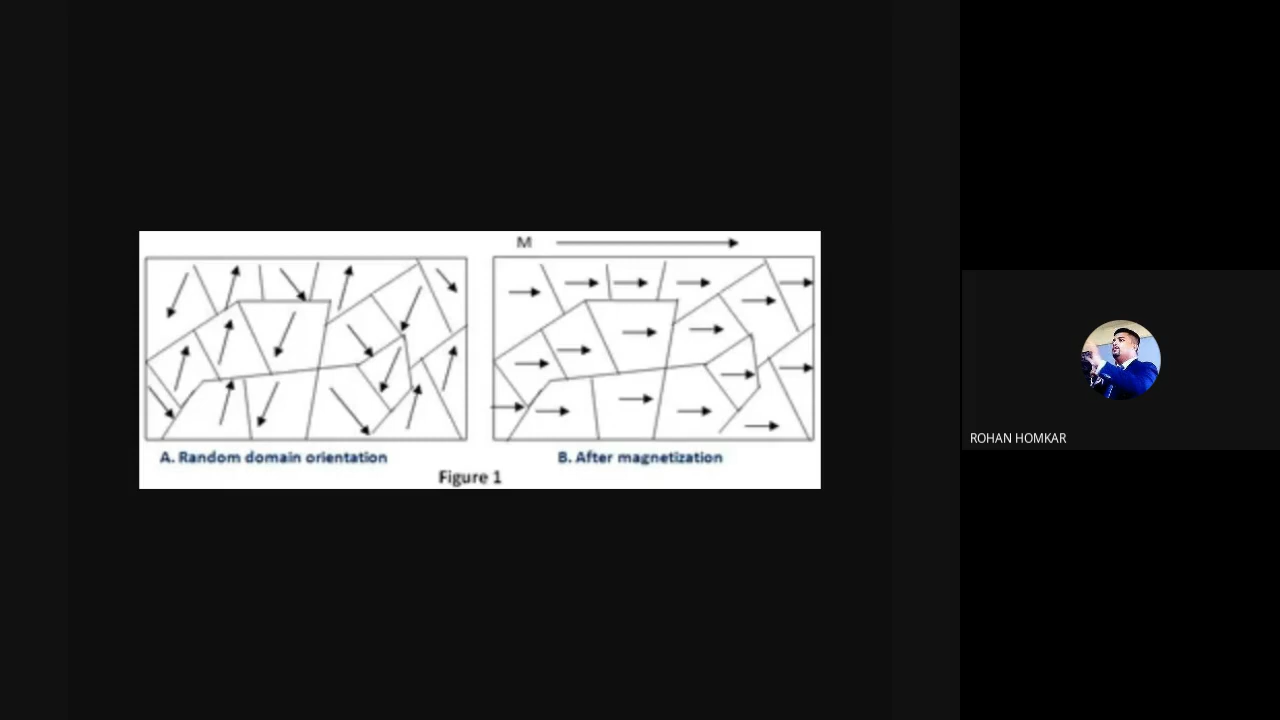 M
A. Random domain orientation
B. After magnetization
Figure 1
ROHAN HOMKAR